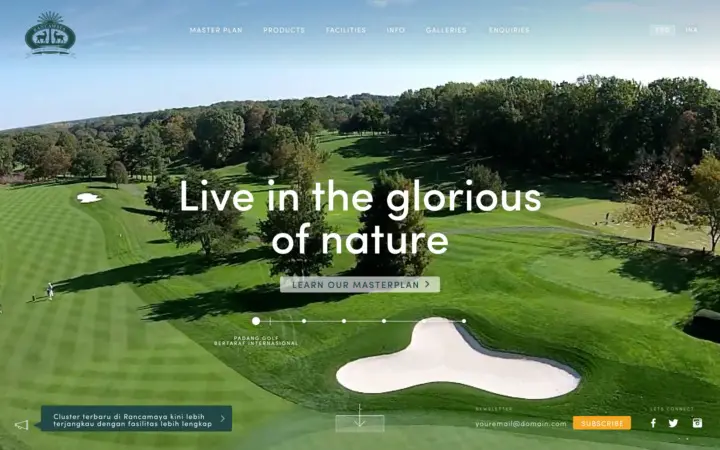 MASTER PLAN
PRODUCTS
TACILITIES
INFO
GALLERIES
ENQUIRIES
INA
Live in the glorious
of nature
LEARN OUR MASTERPLAN
PADANG GOLF
BERTARAF INTERNASIONAL
Cluster terbaru di Rancamaya kini lebih
terjangkau dengan fasilitas lebih lengkap
NEWSLETTER
youremail@domain.com
SUBSCRIBE
LETS CONNECT